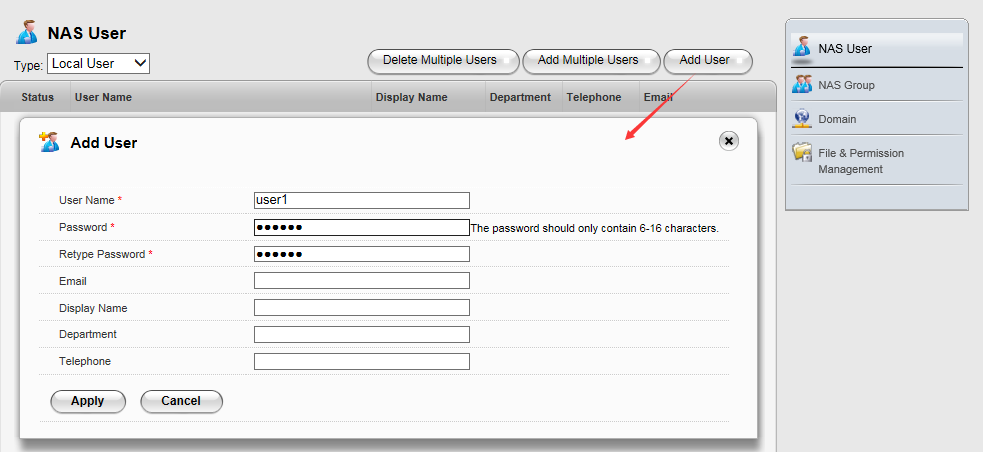 NAS User
Type: Local User
Delete Multiple Users Add Multiple Users Add User
Status User Name Display Name Department Telephone Email
Add User
User Name * user1
Password * ●●●●●● The password should only contain 6-16 characters.
Retype Password * ●●●●●●
Email
Display Name
Department
Telephone
Apply Cancel
NAS User
NAS Group
Domain
File & Permission
Management